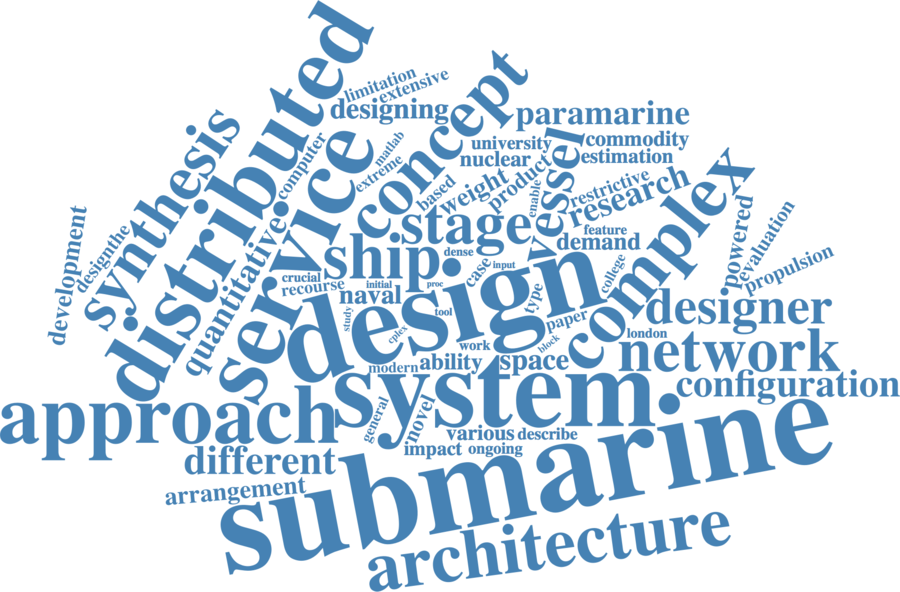 distributed
limitation
extensive
designing
concept
paramarine
synthesis
service
computer
matlab
extreme
university
commodity
nuclear
estimation
vessel
product
weight
based
enable
restrictive
research
complex
development
designthe
quantitative
stage
feature
demand
powered
evaluation
propulsion
ship
dense
case
input
college
crucial
recourse
initial
proc
naval
design
type
designer
study
tool
paper
cplex
london
work
block
network
modern
ability
space
configuration
approach
system
general
novel
various
describe
impact
ongoing
different
arrangement
submarine
architecture